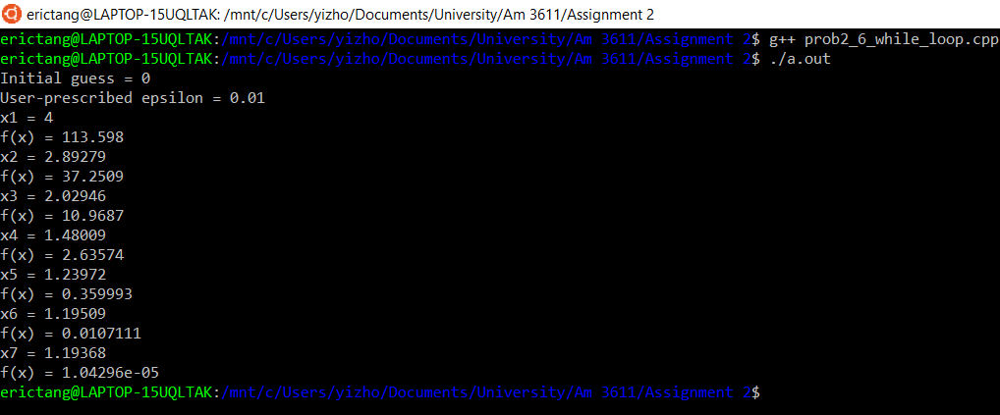 erictang@LAPTOP-15UQLTAK: /mnt/c/Users/yizho/Documents/University/Am 3611/Assignment 2
erictang@LAPTOP-15UQLTAK:/mnt/c/Users/yizho/Documents/University/Am 3611/Assignment 2$ g++ prob2_6_while_loop.cpp
erictang@LAPTOP-15UQLTAK:/mnt/c/Users/yizho/Documents/University/Am 3611/Assignment 2$ ./a.out
Initial guess = 0
User-prescribed epsilon = 0.01
x1 = 4
f(x) = 113.598
x2 = 2.89279
f(x) = 37.2509
x3 = 2.02946
f(x) = 10.9687
x4 = 1.48009
f(x) = 2.63574
x5 = 1.23972
f(x) = 0.359993
x6 = 1.19509
f(x) = 0.0107111
x7 = 1.19368
f(x) = 1.04296e-05
erictang@LAPTOP-15UQLTAK:/mnt/c/Users/yizho/Documents/University/Am 3611/Assignment 2$